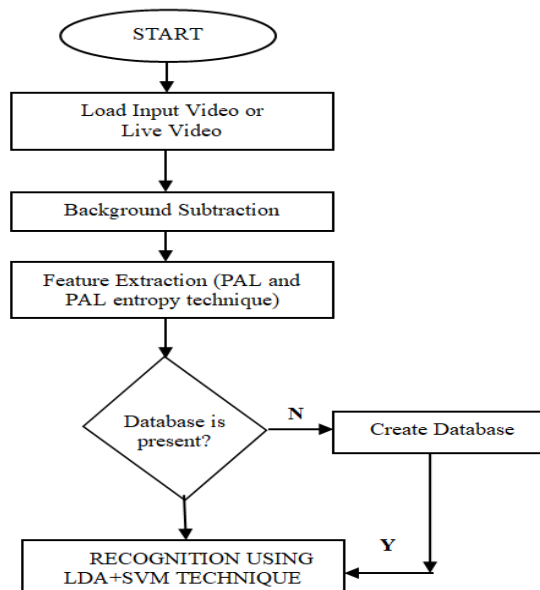 START
Load Input Video or
Live Video
Background Subtraction
Feature Extraction (PAL and
PAL entropy technique)
Database is
present?
N
Create Database
Y
RECOGNITION USING
LDA+SVM TECHNIQUE